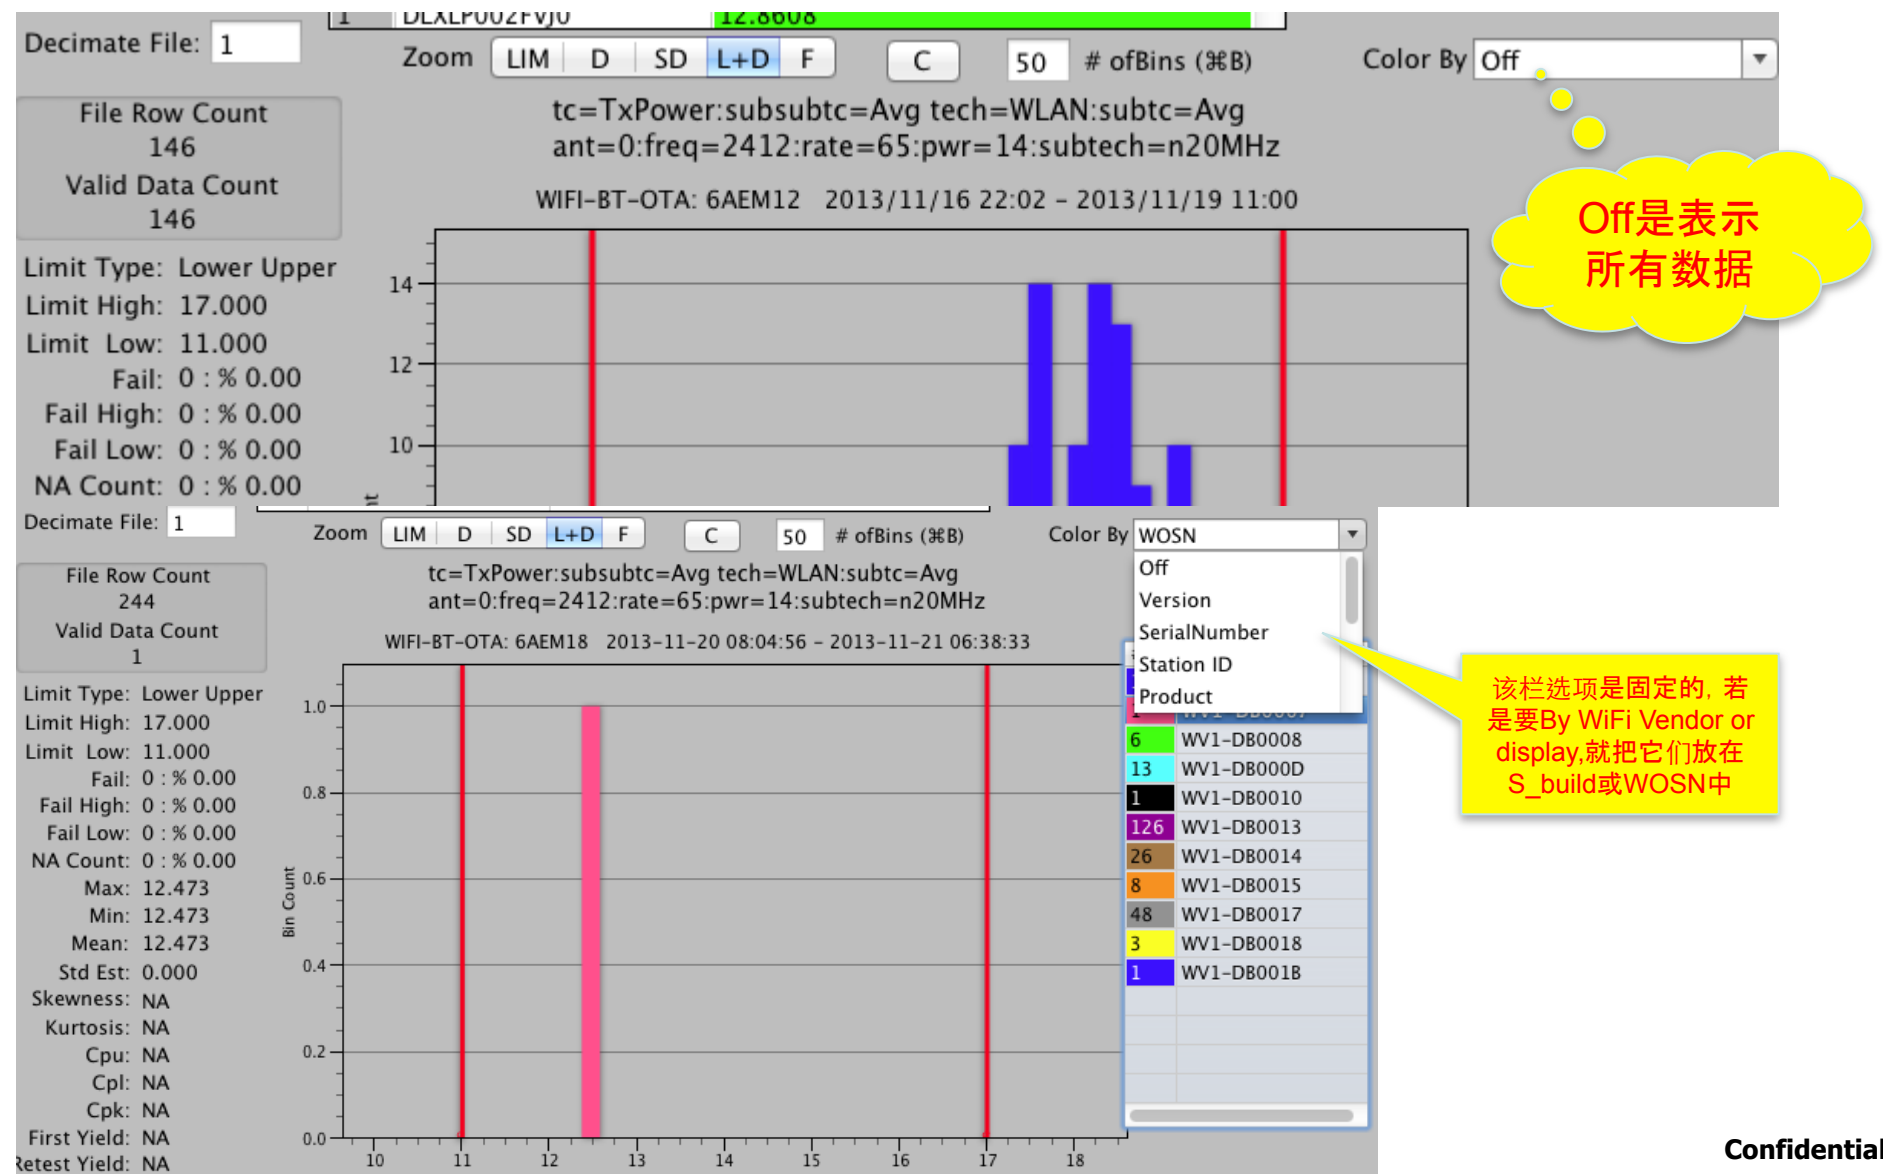 1 DLXLP002FVJ0 12.8608
Decimate File: 1
Zoom LIM D SD L+D F C 50 # ofBins (⌘B) Color By Off
File Row Count
146
Valid Data Count
146
tc=TxPower:subsubtc=Avg tech=WLAN:subtc=Avg
ant=0:freq=2412:rate=65:pwr=14:subtech=n20MHz
WIFI-BT-OTA: 6AEM12 2013/11/16 22:02 - 2013/11/19 11:00
Off是表示
所有数据
Limit Type: Lower Upper
Limit High: 17.000
Limit Low: 11.000
Fail: 0 : % 0.00
Fail High: 0 : % 0.00
Fail Low: 0 : % 0.00
NA Count: 0 : % 0.00
14
12
10
Decimate File: 1
Zoom LIM D SD L+D F C 50 # ofBins (⌘B) Color By WOSN
Off
Version
SerialNumber
Station ID
Product
File Row Count
244
Valid Data Count
1
tc=TxPower:subsubtc=Avg tech=WLAN:subtc=Avg
ant=0:freq=2412:rate=65:pwr=14:subtech=n20MHz
WIFI-BT-OTA: 6AEM18 2013-11-20 08:04:56 - 2013-11-21 06:38:33
Limit Type: Lower Upper
Limit High: 17.000
Limit Low: 11.000
Fail: 0 : % 0.00
Fail High: 0 : % 0.00
Fail Low: 0 : % 0.00
NA Count: 0 : % 0.00
Max: 12.473
Min: 12.473
Mean: 12.473
Std Est: 0.000
Skewness: NA
Kurtosis: NA
Cpu: NA
Cpl: NA
Cpk: NA
First Yield: NA
Retest Yield: NA
Bin Count
1.0
0.8
0.6
0.4
0.2
0.0
10 11 12 13 14 15 16 17 18
6 WV1-DB0008
13 WV1-DB000D
1 WV1-DB0010
126 WV1-DB0013
26 WV1-DB0014
8 WV1-DB0015
48 WV1-DB0017
3 WV1-DB0018
1 WV1-DB001B
该栏选项是固定的, 若
是要By WiFi Vendor or
display,就把它们放在
S_build或WOSN中
Confidential